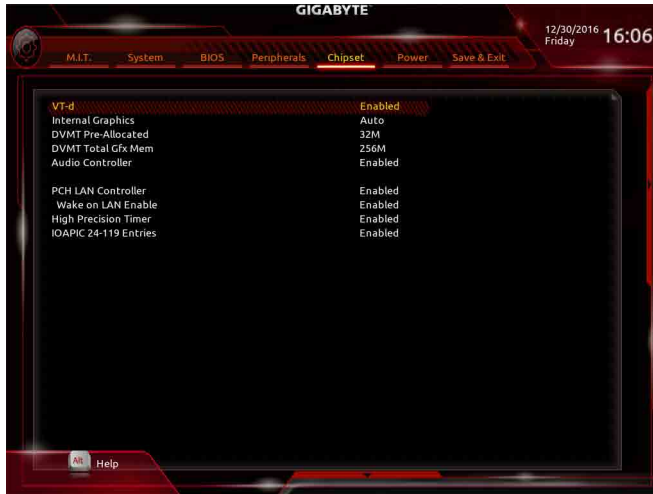 GIGABYTE
12/30/2016 16:06
Friday
M.I.T. System BIOS Peripherals Chipset Power Save & Exit
VT-d Enabled
Internal Graphics Auto
DVMT Pre-Allocated 32M
DVMT Total Gfx Mem 256M
Audio Controller Enabled
PCH LAN Controller Enabled
Wake on LAN Enable Enabled
High Precision Timer Enabled
IOAPIC 24-119 Entries Enabled
Alt Help